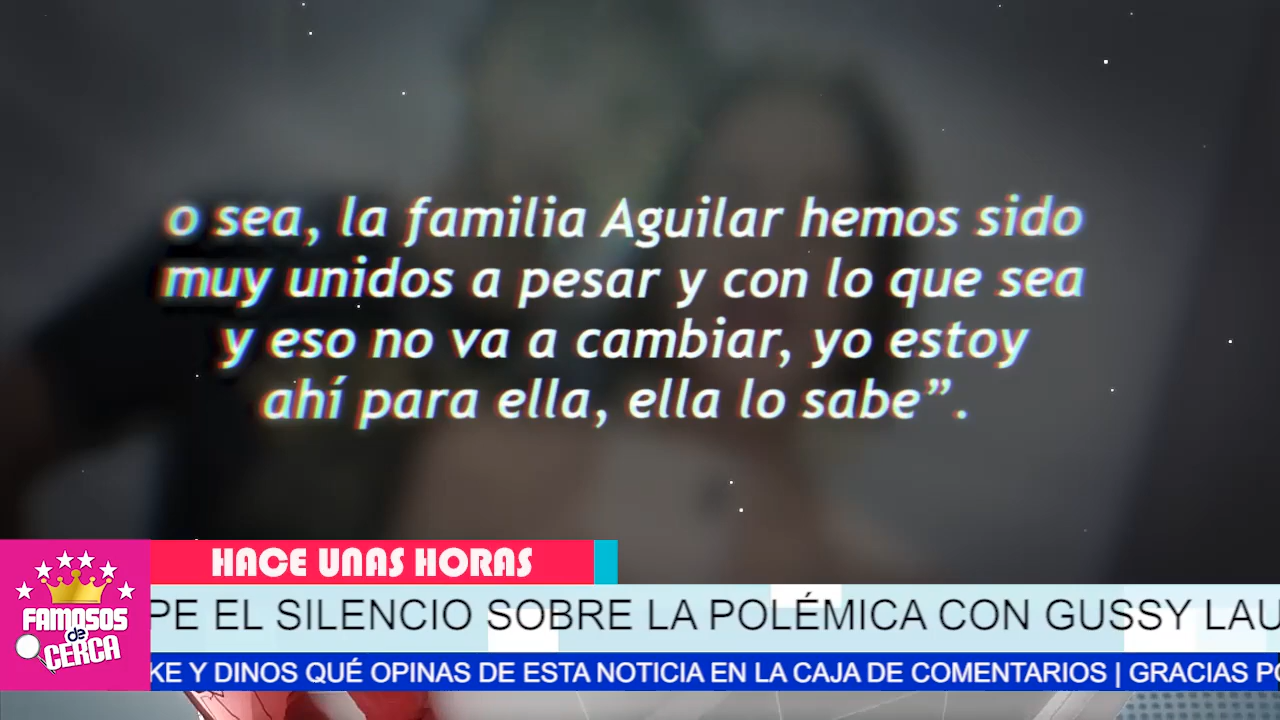 o sea, la familia Aguilar hemos sido
muy unidos a pesar y con lo que sea
y eso no va a cambiar, yo estoy
ahí para ella, ella lo sabe”.
HACE UNAS HORAS
FAMOSOS
de
CERCA
PE EL SILENCIO SOBRE LA POLÉMICA CON GUSSY LAU
KE Y DINOS QUÉ OPINAS DE ESTA NOTICIA EN LA CAJA DE COMENTARIOS | GRACIAS PO